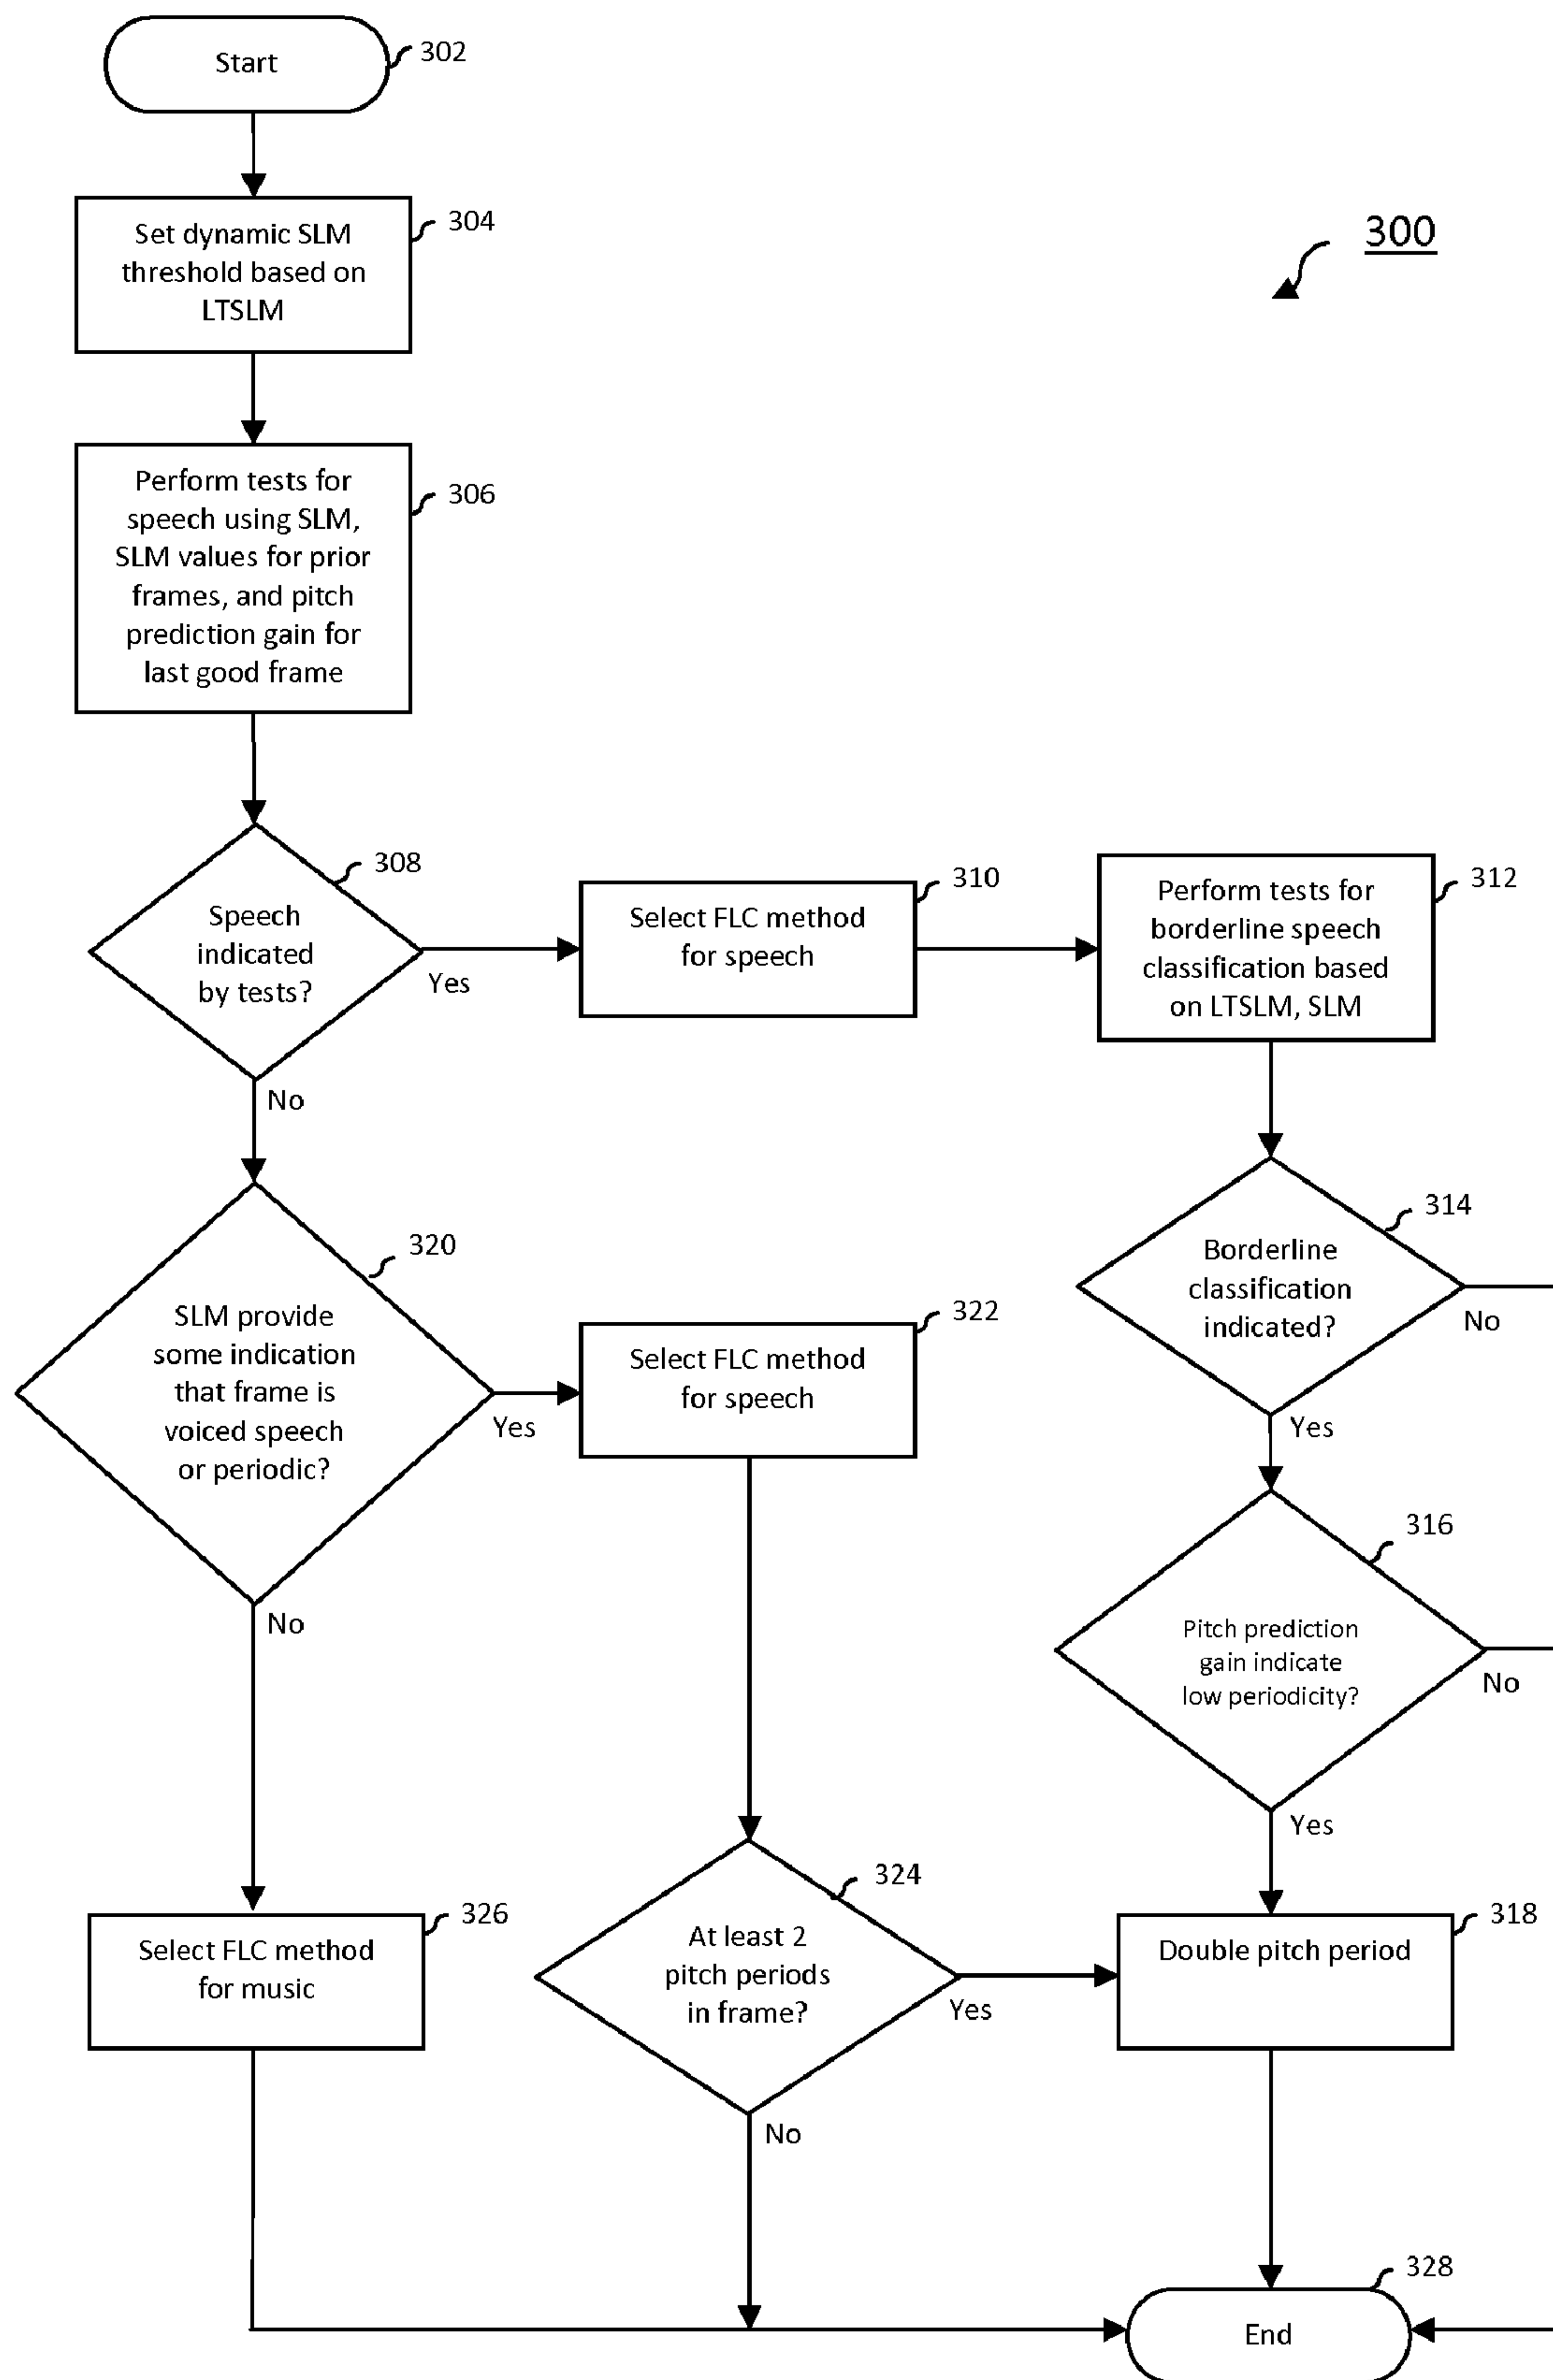 Start
302
Set dynamic SLM
threshold based on
LTSLM
304
300
Perform tests for
speech using SLM,
SLM values for prior
frames, and pitch
prediction gain for
last good frame
306
Speech
indicated
by tests?
308
Yes
No
Select FLC method
for speech
310
Perform tests for
borderline speech
classification based
on LTSLM, SLM
312
Borderline
classification
indicated?
314
No
Yes
SLM provide
some indication
that frame is
voiced speech
or periodic?
320
Yes
No
Select FLC method
for speech
322
Pitch prediction
gain indicate
low periodicity?
316
No
Yes
Select FLC method
for music
326
At least 2
pitch periods
in frame?
324
Yes
No
Double pitch period
318
End
328